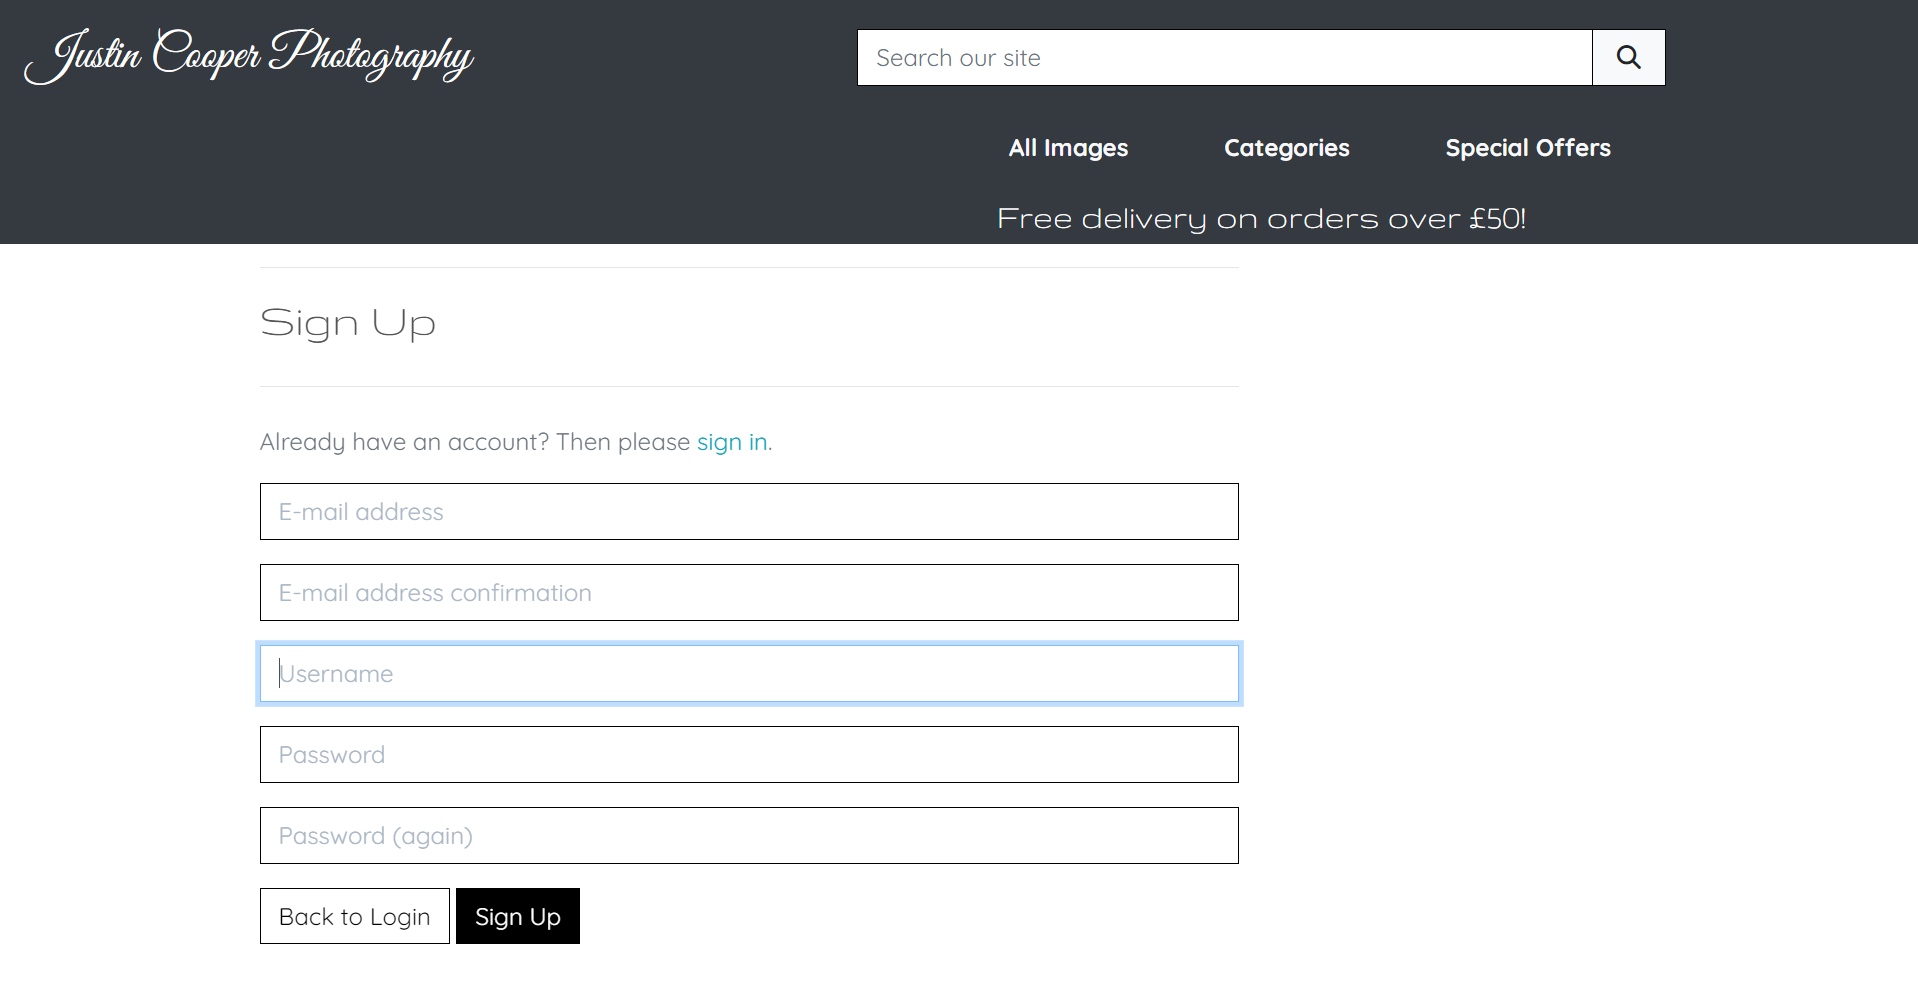 Justin Cooper Photography
Search our site
All Images Categories Special Offers
Free delivery on orders over £50!
Sign Up
Already have an account? Then please sign in.
E-mail address
E-mail address confirmation
Username
Password
Password (again)
Back to Login Sign Up